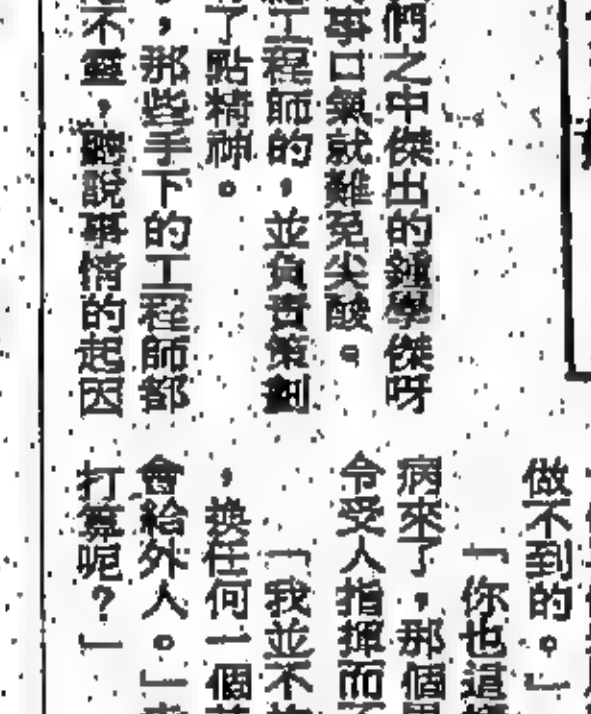 們之中傑出的鍾學傑呀
事口氣就難免尖酸。
工程師的，並負責策劃
了點精神。
，那些手下的工程師都
不靈，聽說事情的起因
做不到的。」
「你也這
病來了，那個
令受人指揮而
「我並不
，換任何一個
會給外人。」
打算呢？」